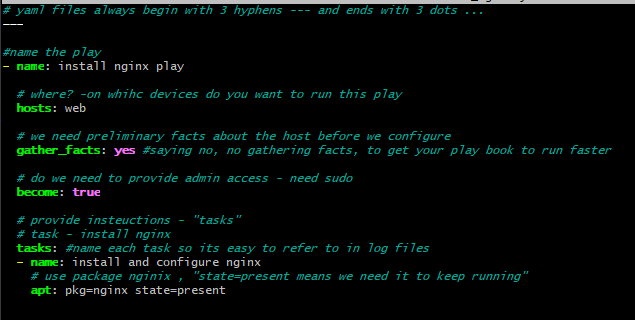 # yaml files always begin with 3 hyphens --- and ends with 3 dots ...
---
#name the play
- name: install nginx play
# where? -on whihc devices do you want to run this play
hosts: web
# we need preliminary facts about the host before we configure
gather_facts: yes #saying no, no gathering facts, to get your play book to run faster
# do we need to provide admin access - need sudo
become: true
# provide insteuctions - "tasks"
# task - install nginx
tasks: #name each task so its easy to refer to in log files
- name: install and configure nginx
# use package nginix , "state=present means we need it to keep running"
apt: pkg=nginx state=present